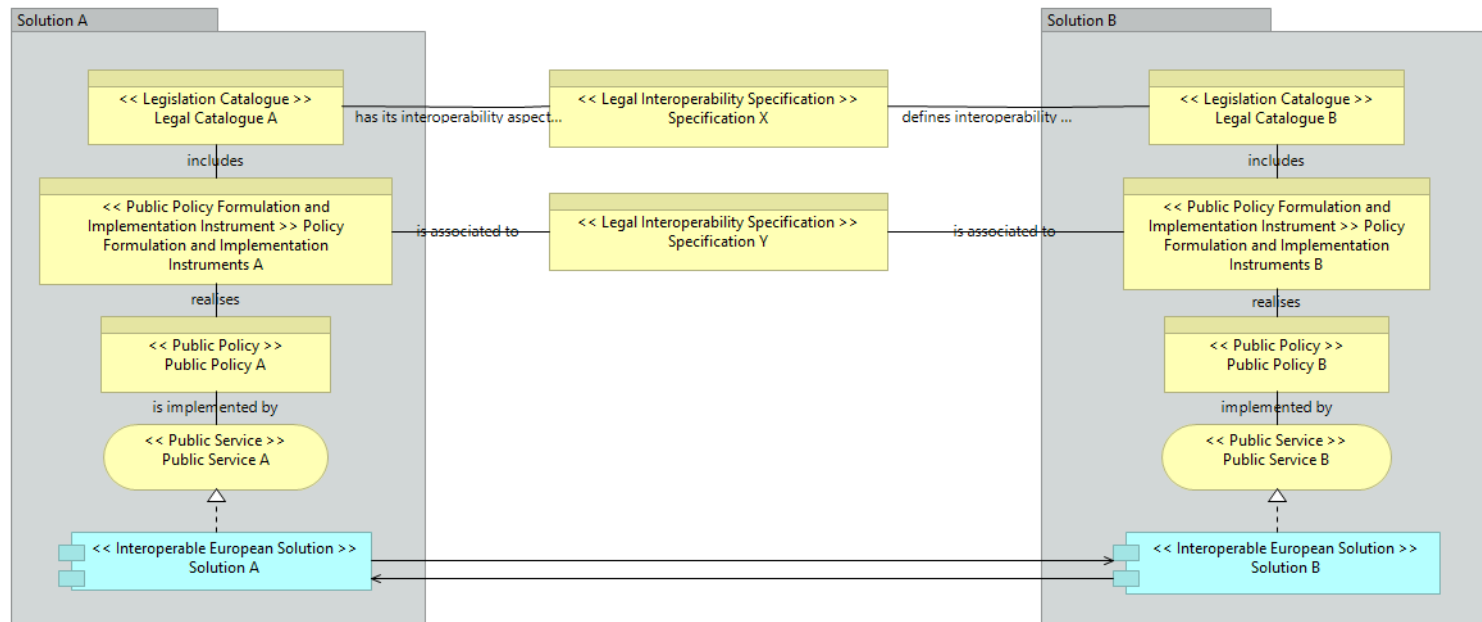 Solution A
Solution B
<< Legislation Catalogue >>
Legal Catalogue A
has its interoperability aspect...
<< Legal Interoperability Specification >>
Specification X
defines interoperability ...
<< Legislation Catalogue >>
Legal Catalogue B
includes
includes
<< Public Policy Formulation and
Implementation Instrument >> Policy
Formulation and Implementation
Instruments A
is associated to
<< Legal Interoperability Specification >>
Specification Y
is associated to
<< Public Policy Formulation and
Implementation Instrument >> Policy
Formulation and Implementation
Instruments B
realises
realises
<< Public Policy >>
Public Policy A
<< Public Policy >>
Public Policy B
is implemented by
implemented by
<< Public Service >>
Public Service A
<< Public Service >>
Public Service B
<< Interoperable European Solution >>
Solution A
<< Interoperable European Solution >>
Solution B